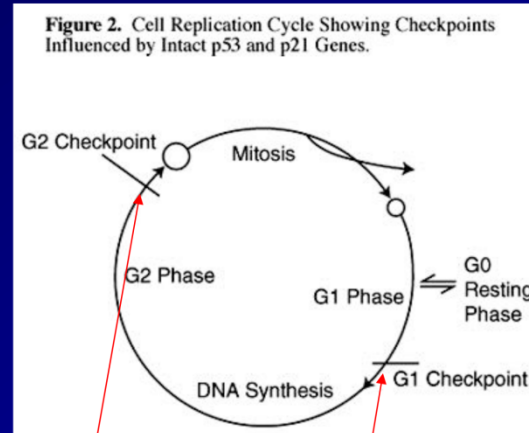 Figure 2. Cell Replication Cycle Showing Checkpoints
Influenced by Intact p53 and p21 Genes.
G2 Checkpoint
Mitosis
G2 Phase
G1 Phase
G0
Resting
Phase
G1 Checkpoint
DNA Synthesis